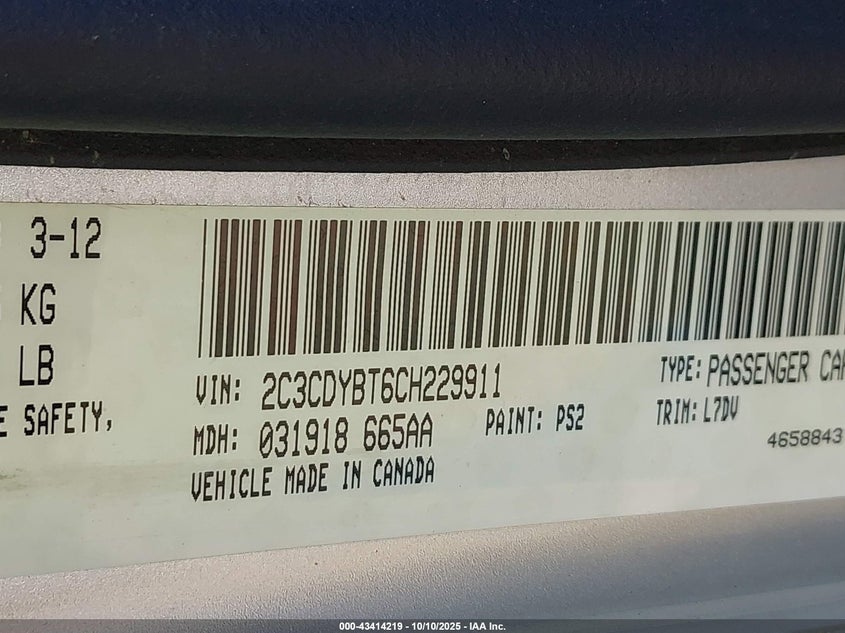 3-12
KG
LB
E SAFETY,
VIN: 2C3CDYBT6CH229911
TYPE: PASSENGER CAR
MDH: 031918 665AA
PAINT: PS2
TRIM: L7DV
VEHICLE MADE IN CANADA
4658843
000-43414219 - 10/10/2025 - IAA Inc.